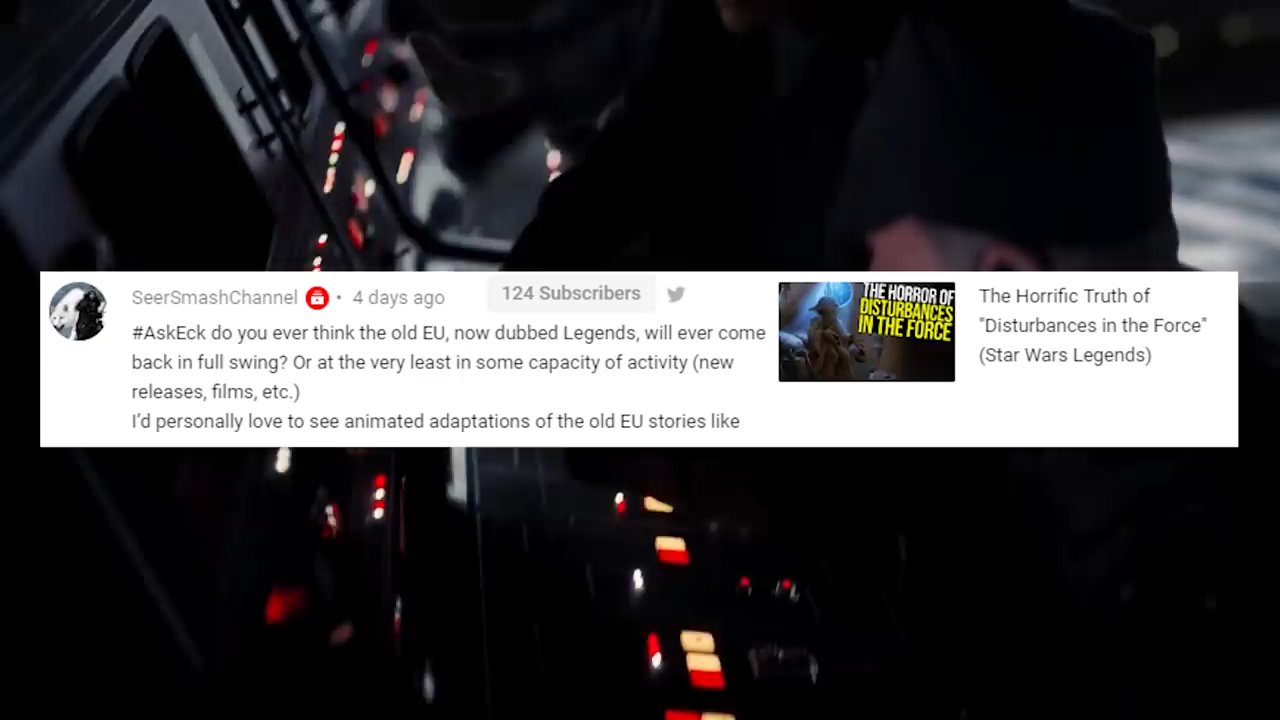 SeerSmashChannel • 4 days ago
124 Subscribers
#AskEck do you ever think the old EU, now dubbed Legends, will ever come
back in full swing? Or at the very least in some capacity of activity (new
releases, films, etc.)
I'd personally love to see animated adaptations of the old EU stories like
THE HORROR OF
DISTURBANCES
IN THE FORCE
The Horrific Truth of
"Disturbances in the Force"
(Star Wars Legends)